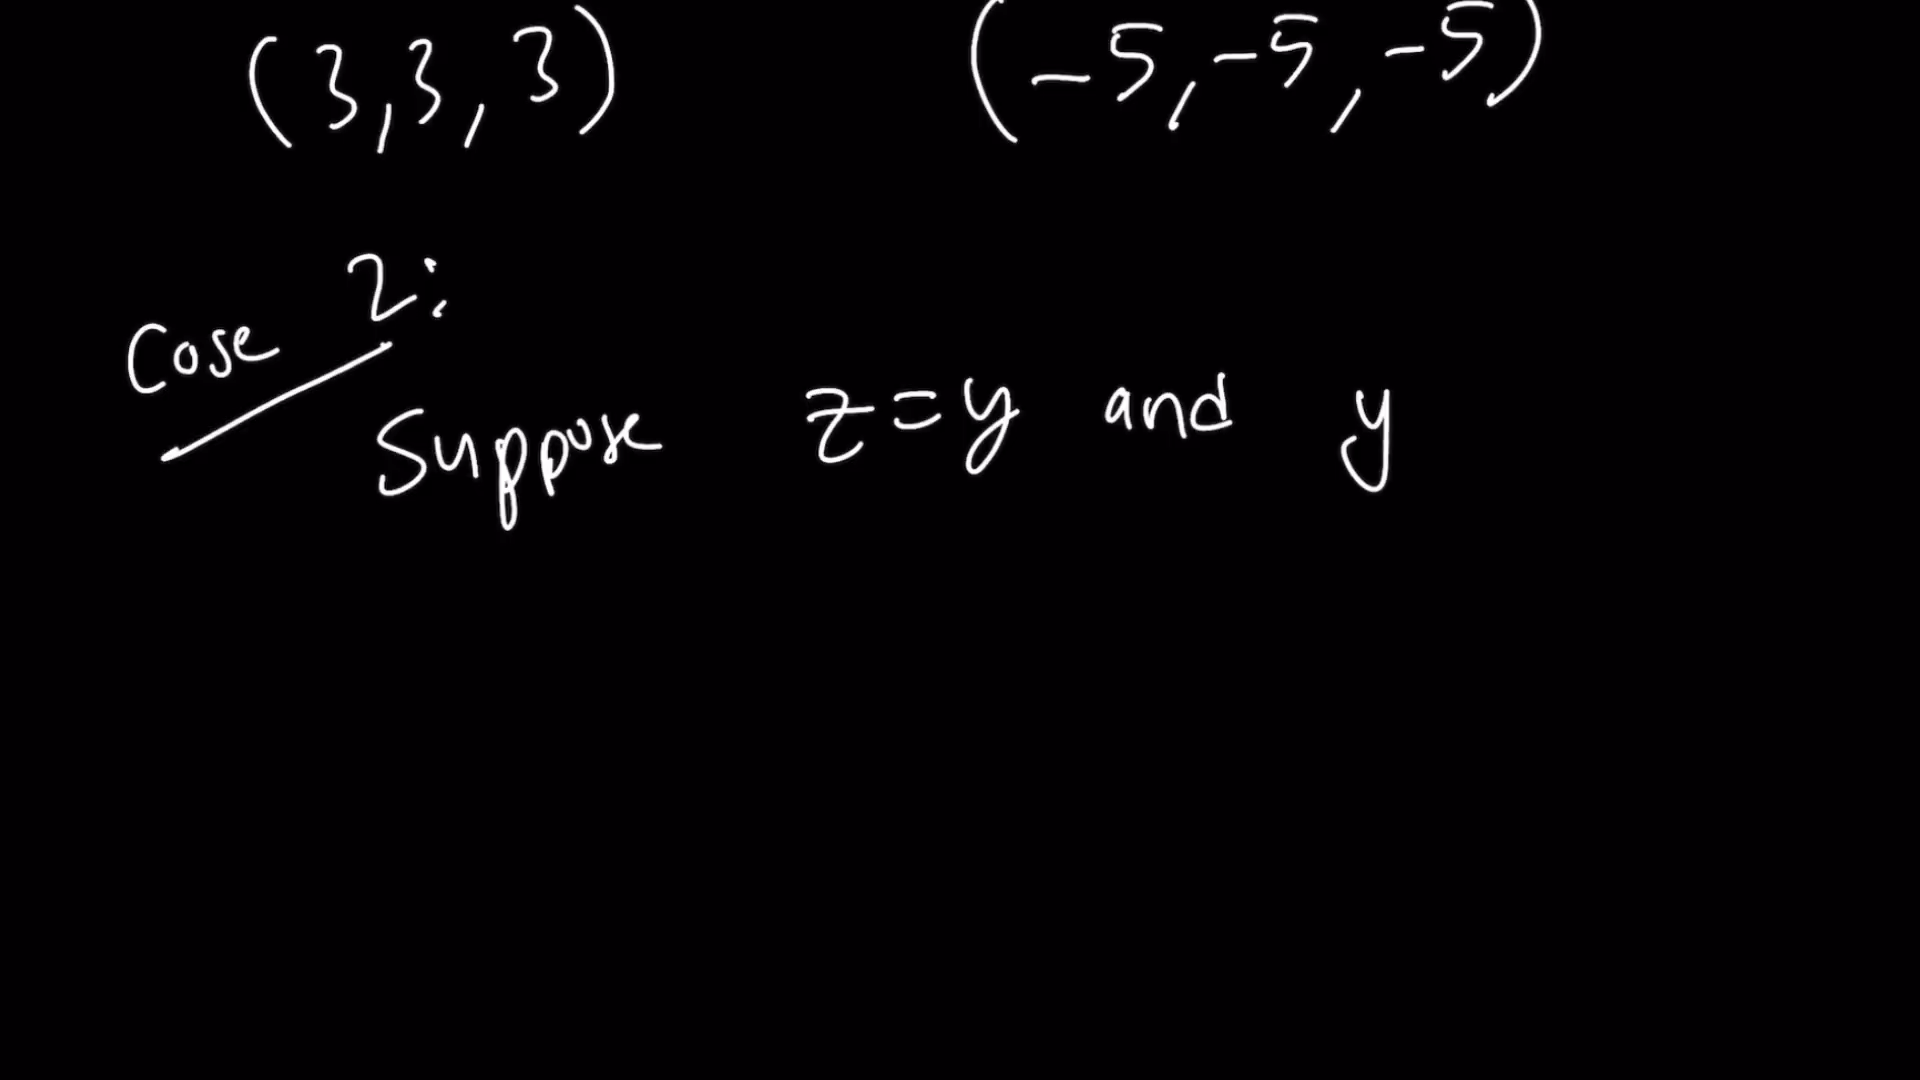 (3,3,3) (-5,-5,-5)
Case 2:
Suppose z=y and y